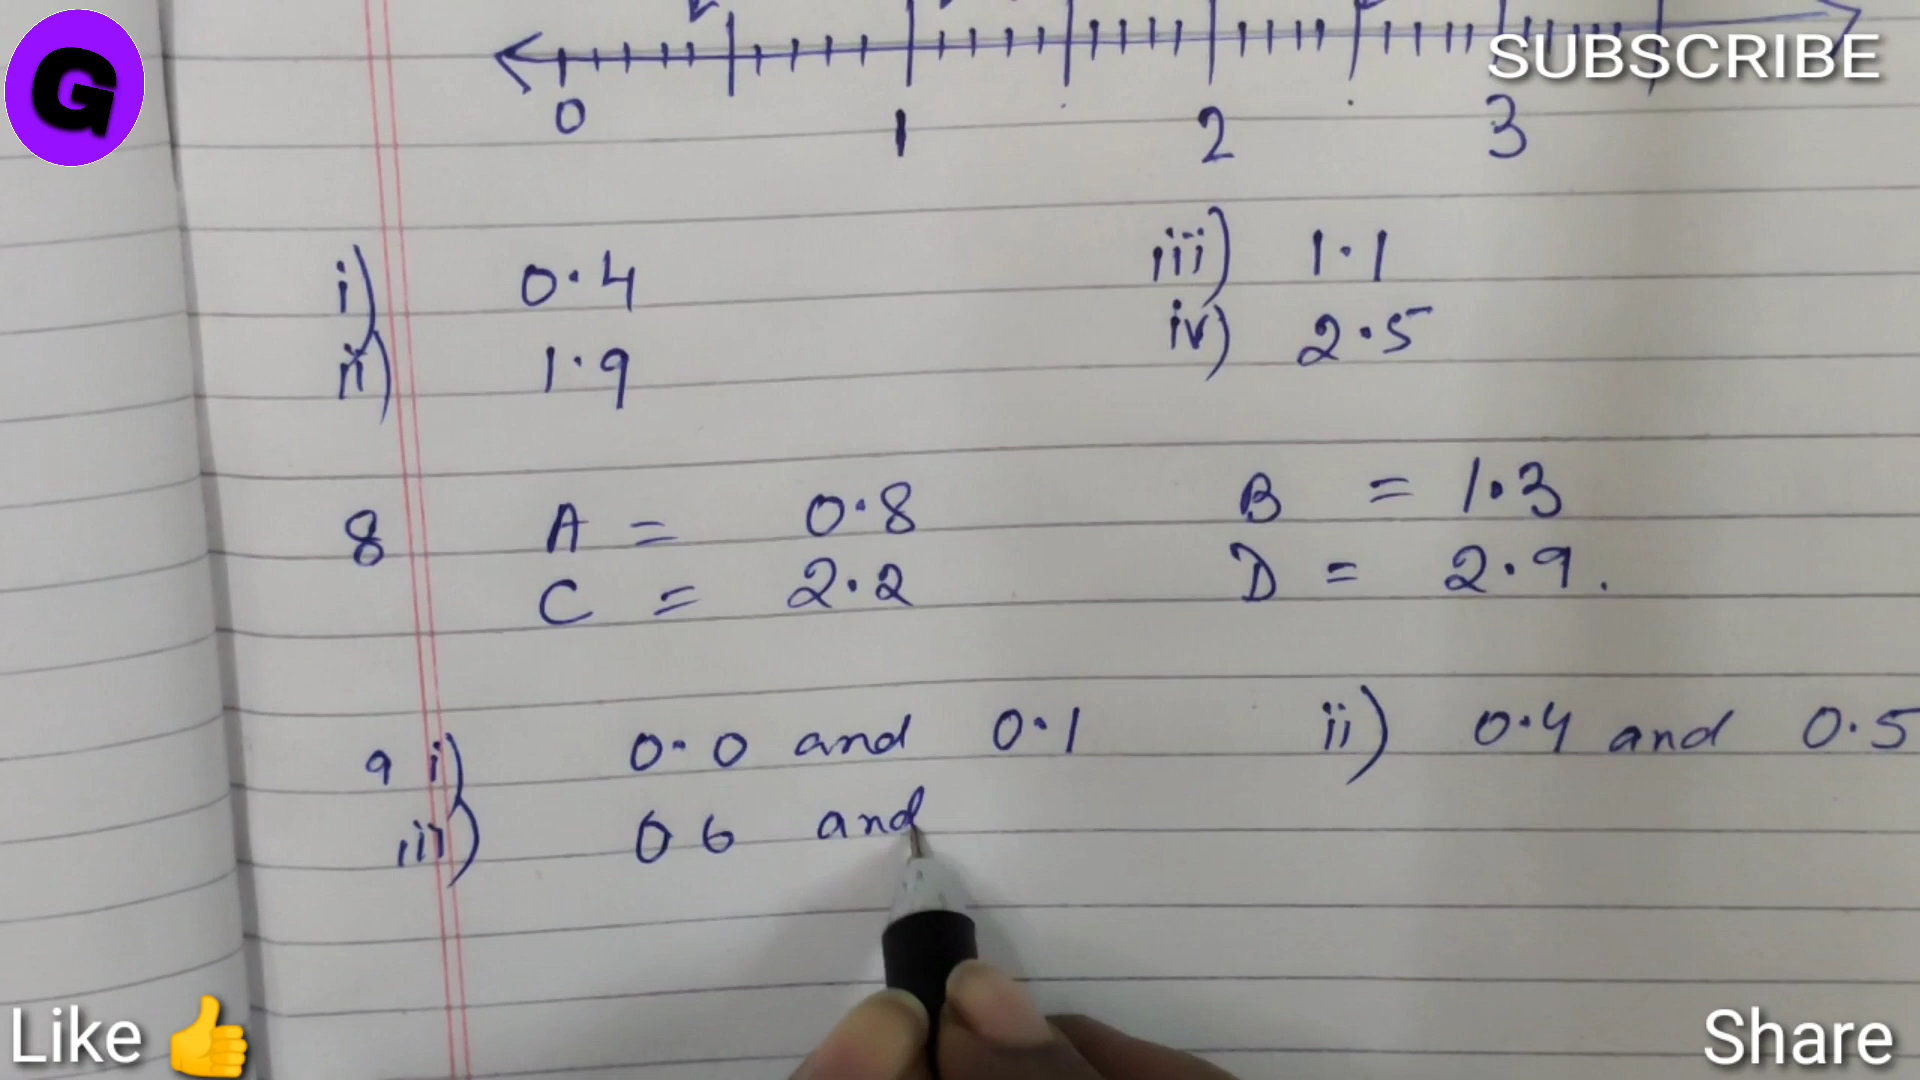 G
SUBSCRIBE
0 1 2 3
i) 0.4 iii) 1.1
ii) 1.9 iv) 2.5
8 A = 0.8 B = 1.3
C = 2.2 D = 2.9.
9 i) 0.0 and 0.1 ii) 0.4 and 0.5
iii) 0 6 and
Like 👍 Share